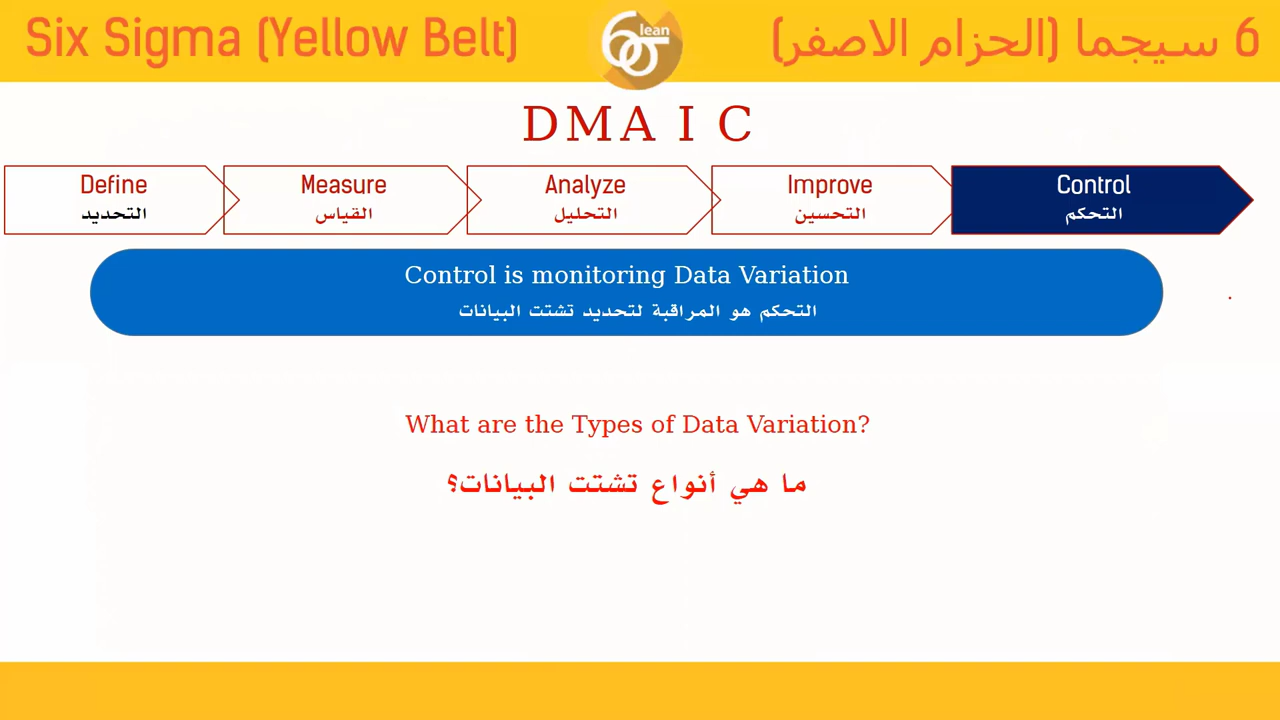 Six Sigma (Yellow Belt)
lean
6σ
6 سيجما (الحزام الاصفر)
D M A I C
Define
التحديد
Measure
القياس
Analyze
التحليل
Improve
التحسين
Control
التحكم
Control is monitoring Data Variation
التحكم هو المراقبة لتحديد تشتت البيانات
What are the Types of Data Variation?
ما هي أنواع تشتت البيانات؟